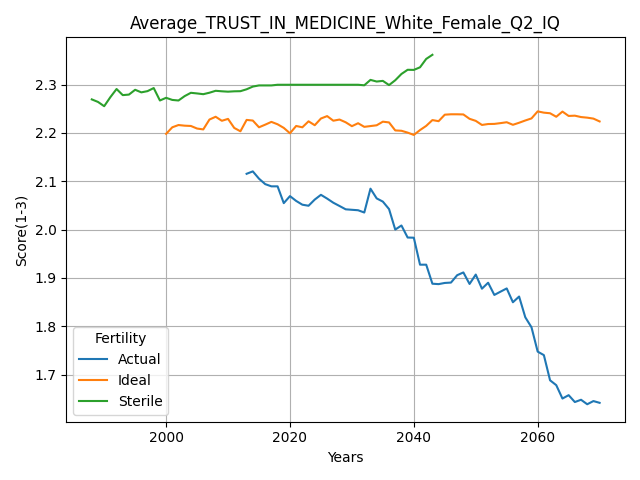 Average_TRUST_IN_MEDICINE_White_Female_Q2_IQ
Score(1-3)
2.3
2.2
2.1
2.0
1.9
1.8
1.7
Fertility
Actual
Ideal
Sterile
2000 2020 2040 2060
Years